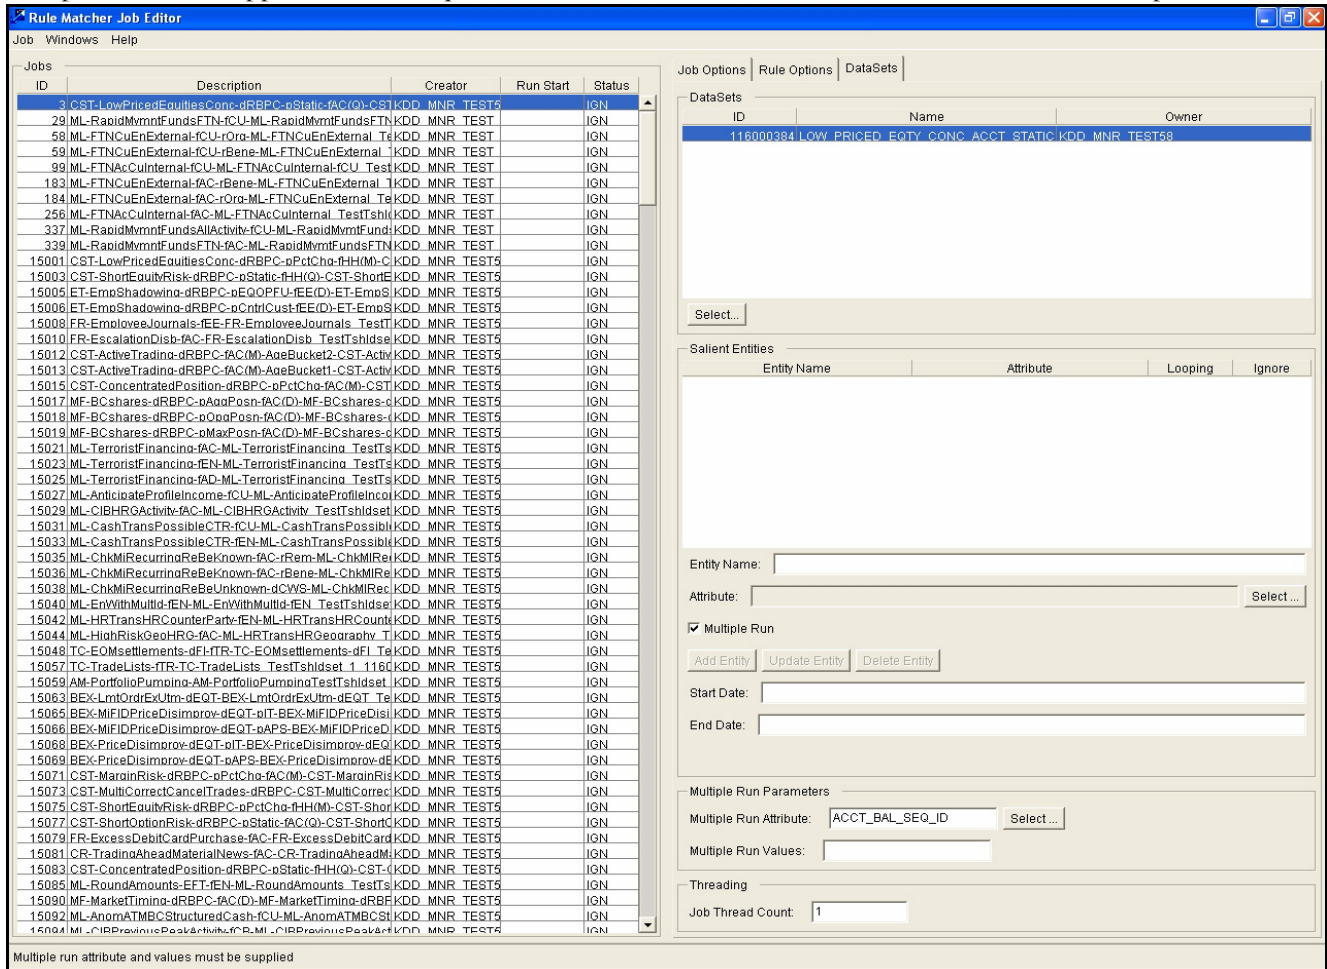 Rule Matcher Job Editor
Job Windows Help
Jobs
ID Description Creator Run Start Status
3 CST-LowPricedEquitiesConc-dRBPC-pStatic-fAC(Q)-CST KDD_MNR_TEST5 IGN
29 ML-RapidMvmntFundsFTN-fCU-ML-RapidMvmtFundsFTN KDD_MNR_TEST IGN
58 ML-FTNCuEnExternal-fCU-rOrg-ML-FTNCuEnExternal_Te KDD_MNR_TEST IGN
59 ML-FTNCuEnExternal-fCU-rBene-ML-FTNCuEnExternal_ KDD_MNR_TEST IGN
99 ML-FTNAcCuInternal-fCU-ML-FTNAcCuInternal-fCU_Test KDD_MNR_TEST IGN
183 ML-FTNCuEnExternal-fAC-rBene-ML-FTNCuEnExternal_T KDD_MNR_TEST IGN
184 ML-FTNCuEnExternal-fAC-rOrg-ML-FTNCuEnExternal_Te KDD_MNR_TEST IGN
256 ML-FTNAcCuInternal-fAC-ML-FTNAcCuInternal_TestTshld KDD_MNR_TEST IGN
337 ML-RapidMvmntFundsAllActivity-fCU-ML-RapidMvmtFund KDD_MNR_TEST IGN
339 ML-RapidMvmntFundsFTN-fAC-ML-RapidMvmtFundsFTN KDD_MNR_TEST IGN
15001 CST-LowPricedEquitiesConc-dRBPC-pPctChg-fHH(M)-C KDD_MNR_TEST5 IGN
15003 CST-ShortEquityRisk-dRBPC-pStatic-fHH(Q)-CST-ShortE KDD_MNR_TEST5 IGN
15005 ET-EmpShadowing-dRBPC-pEQOPFU-fEE(D)-ET-EmpS KDD_MNR_TEST5 IGN
15006 ET-EmpShadowing-dRBPC-pCntrlCust-fEE(D)-ET-EmpS KDD_MNR_TEST5 IGN
15008 FR-EmployeeJournals-fEE-FR-EmployeeJournals_TestT KDD_MNR_TEST5 IGN
15010 FR-EscalationDisb-fAC-FR-EscalationDisb_TestTshldse KDD_MNR_TEST5 IGN
15012 CST-ActiveTrading-dRBPC-fAC(M)-AgeBucket2-CST-Activ KDD_MNR_TEST5 IGN
15013 CST-ActiveTrading-dRBPC-fAC(M)-AgeBucket1-CST-Activ KDD_MNR_TEST5 IGN
15015 CST-ConcentratedPosition-dRBPC-pPctChg-fAC(M)-CST KDD_MNR_TEST5 IGN
15017 MF-BCshares-dRBPC-pAggPosn-fAC(D)-MF-BCshares-d KDD_MNR_TEST5 IGN
15018 MF-BCshares-dRBPC-pOpgPosn-fAC(D)-MF-BCshares- KDD_MNR_TEST5 IGN
15019 MF-BCshares-dRBPC-pMaxPosn-fAC(D)-MF-BCshares-d KDD_MNR_TEST5 IGN
15021 ML-TerroristFinancing-fAC-ML-TerroristFinancing_TestTs KDD_MNR_TEST5 IGN
15023 ML-TerroristFinancing-fEN-ML-TerroristFinancing_TestTs KDD_MNR_TEST5 IGN
15025 ML-TerroristFinancing-fAD-ML-TerroristFinancing_TestTs KDD_MNR_TEST5 IGN
15027 ML-AnticipateProfileIncome-fCU-ML-AnticipateProfileInco KDD_MNR_TEST5 IGN
15029 ML-CIBHRGActivity-fAC-ML-CIBHRGActivity_TestTshldset KDD_MNR_TEST5 IGN
15031 ML-CashTransPossibleCTR-fCU-ML-CashTransPossibl KDD_MNR_TEST5 IGN
15033 ML-CashTransPossibleCTR-fEN-ML-CashTransPossibl KDD_MNR_TEST5 IGN
15035 ML-ChkMiRecurringReBeKnown-fAC-rRem-ML-ChkMIRe KDD_MNR_TEST5 IGN
15036 ML-ChkMiRecurringReBeKnown-fAC-rBene-ML-ChkMIRe KDD_MNR_TEST5 IGN
15038 ML-ChkMiRecurringReBeUnknown-dCWS-ML-ChkMIRec KDD_MNR_TEST5 IGN
15040 ML-EnWithMultId-fEN-ML-EnWithMultId-fEN_TestTshldse KDD_MNR_TEST5 IGN
15042 ML-HRTransHRCounterParty-fEN-ML-HRTransHRCount KDD_MNR_TEST5 IGN
15044 ML-HighRiskGeoHRG-fAC-ML-HRTransHRGeography_T KDD_MNR_TEST5 IGN
15048 TC-EOMsettlements-dFI-fTR-TC-EOMsettlements-dFI_Te KDD_MNR_TEST5 IGN
15057 TC-TradeLists-fTR-TC-TradeLists_TestTshldset_1_1160 KDD_MNR_TEST5 IGN
15059 AM-PortfolioPumping-AM-PortfolioPumpingTestTshldset_ KDD_MNR_TEST5 IGN
15063 BEX-LmtOrdrExUtm-dEQT-BEX-LmtOrdrExUtm-dEQT_Te KDD_MNR_TEST5 IGN
15065 BEX-MiFIDPriceDisimprov-dEQT-pIT-BEX-MiFIDPriceDisi KDD_MNR_TEST5 IGN
15066 BEX-MiFIDPriceDisimprov-dEQT-pAPS-BEX-MiFIDPriceD KDD_MNR_TEST5 IGN
15068 BEX-PriceDisimprov-dEQT-pIT-BEX-PriceDisimprov-dEQ KDD_MNR_TEST5 IGN
15069 BEX-PriceDisimprov-dEQT-pAPS-BEX-PriceDisimprov-dE KDD_MNR_TEST5 IGN
15071 CST-MarginRisk-dRBPC-pPctChg-fAC(M)-CST-MarginRis KDD_MNR_TEST5 IGN
15073 CST-MultiCorrectCancelTrades-dRBPC-CST-MultiCorrec KDD_MNR_TEST5 IGN
15075 CST-ShortEquityRisk-dRBPC-pPctChg-fHH(M)-CST-Shor KDD_MNR_TEST5 IGN
15077 CST-ShortOptionRisk-dRBPC-pStatic-fAC(Q)-CST-Short KDD_MNR_TEST5 IGN
15079 FR-ExcessDebitCardPurchase-fAC-FR-ExcessDebitCard KDD_MNR_TEST5 IGN
15081 CR-TradingAheadMaterialNews-fAC-CR-TradingAheadM KDD_MNR_TEST5 IGN
15083 CST-ConcentratedPosition-dRBPC-pStatic-fHH(Q)-CST- KDD_MNR_TEST5 IGN
15085 ML-RoundAmounts-EFT-fEN-ML-RoundAmounts_TestTs KDD_MNR_TEST5 IGN
15090 MF-MarketTiming-dRBPC-fAC(D)-MF-MarketTiming-dRBF KDD_MNR_TEST5 IGN
15092 ML-AnomATMBCStructuredCash-fCU-ML-AnomATMBCSt KDD_MNR_TEST5 IGN
15094 ML-CIBPreviousPeakActivity-fCB-ML-CIBPreviousPeakAct KDD_MNR_TEST5 IGN
Job Options Rule Options DataSets
DataSets
ID Name Owner
116000384 LOW_PRICED_EQTY_CONC_ACCT_STATIC KDD_MNR_TEST58
Select...
Salient Entities
Entity Name Attribute Looping Ignore
Entity Name:
Attribute: Select ...
Multiple Run
Add Entity Update Entity Delete Entity
Start Date:
End Date:
Multiple Run Parameters
Multiple Run Attribute: ACCT_BAL_SEQ_ID Select ...
Multiple Run Values:
Threading
Job Thread Count: 1
Multiple run attribute and values must be supplied